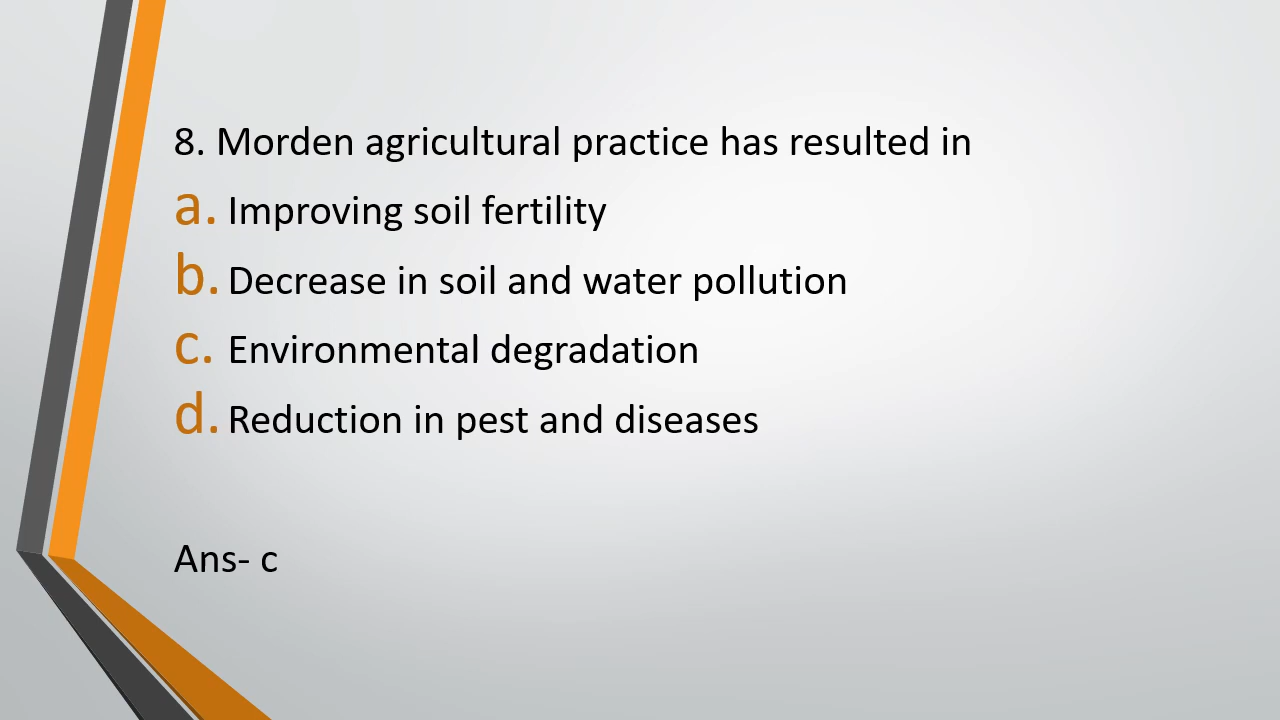 8. Morden agricultural practice has resulted in
a. Improving soil fertility
b. Decrease in soil and water pollution
c. Environmental degradation
d. Reduction in pest and diseases
Ans- c